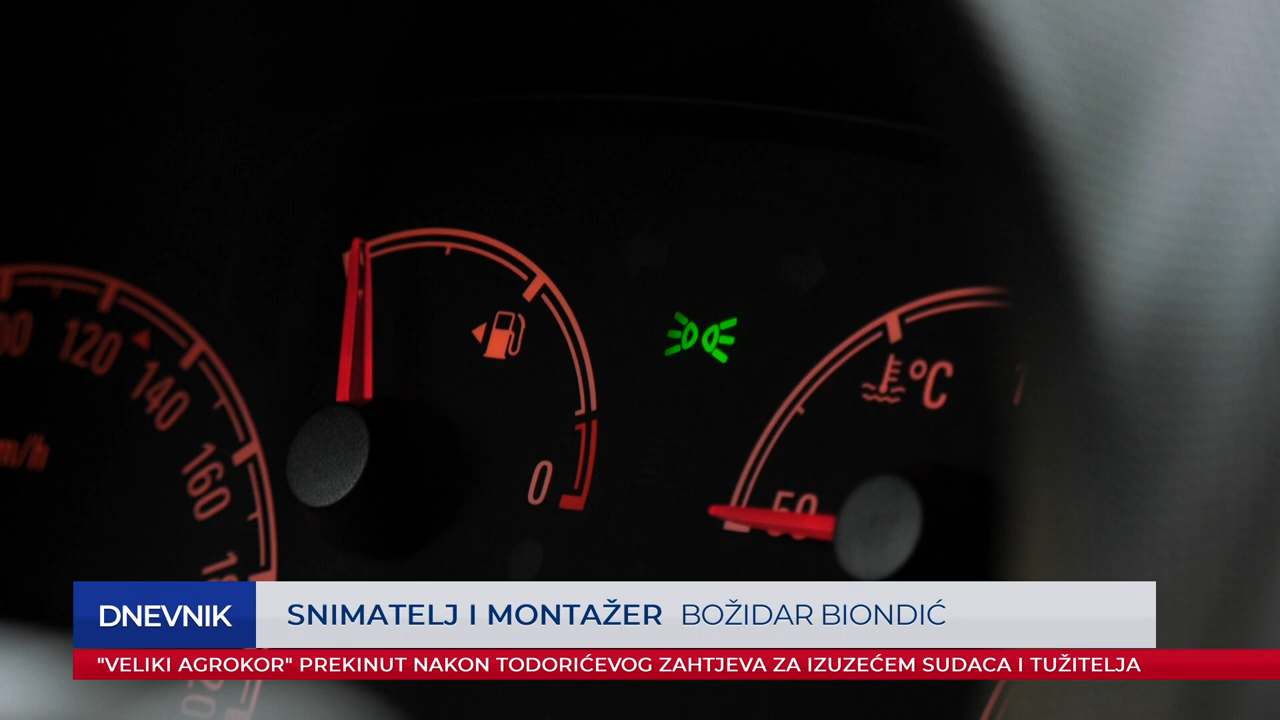 120
140
160
0
°C
50
DNEVNIK
SNIMATELJ I MONTAŽER BOŽIDAR BIONDIĆ
"VELIKI AGROKOR" PREKINUT NAKON TODORIĆEVOG ZAHTJEVA ZA IZUZEĆEM SUDACA I TUŽITELJA